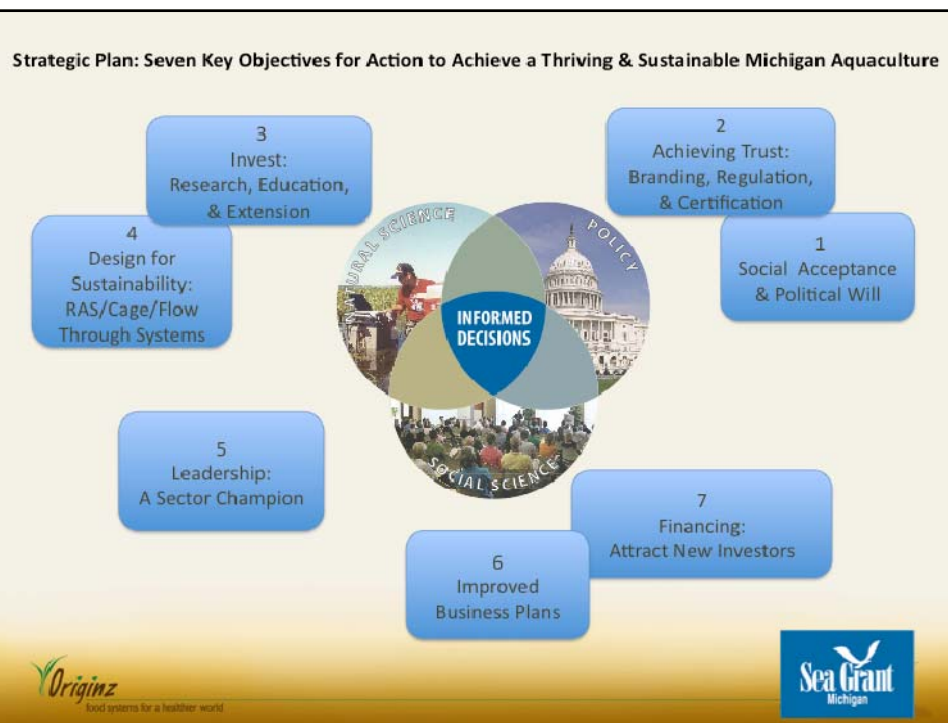 Strategic Plan: Seven Key Objectives for Action to Achieve a Thriving & Sustainable Michigan Aquaculture
3
Invest:
Research, Education,
& Extension
2
Achieving Trust:
Branding, Regulation,
& Certification
4
Design for
Sustainability:
RAS/Cage/Flow
Through Systems
1
Social Acceptance
& Political Will
NATURAL SCIENCE
POLICY
INFORMED
DECISIONS
SOCIAL SCIENCE
5
Leadership:
A Sector Champion
7
Financing:
Attract New Investors
6
Improved
Business Plans
Originz
food systems for a healthier world
Sea Grant
Michigan